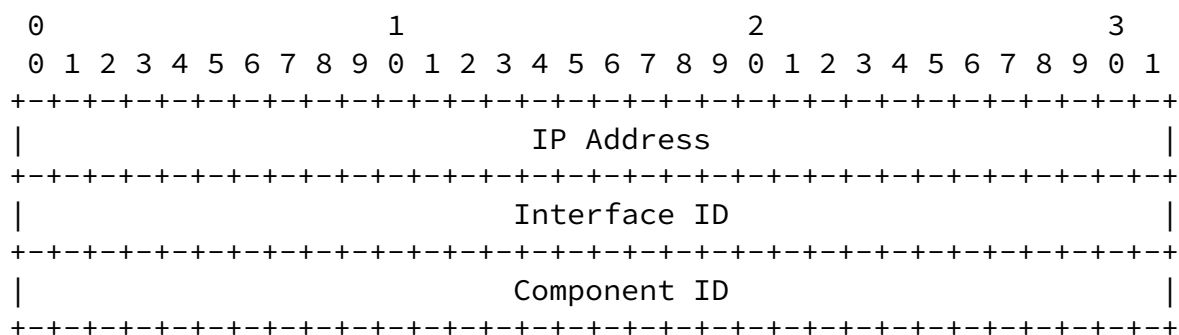 0                   1                   2                   3
 0 1 2 3 4 5 6 7 8 9 0 1 2 3 4 5 6 7 8 9 0 1 2 3 4 5 6 7 8 9 0 1
+-+-+-+-+-+-+-+-+-+-+-+-+-+-+-+-+-+-+-+-+-+-+-+-+-+-+-+-+-+-+-+-+
|                            IP Address                         |
+-+-+-+-+-+-+-+-+-+-+-+-+-+-+-+-+-+-+-+-+-+-+-+-+-+-+-+-+-+-+-+-+
|                           Interface ID                        |
+-+-+-+-+-+-+-+-+-+-+-+-+-+-+-+-+-+-+-+-+-+-+-+-+-+-+-+-+-+-+-+-+
|                           Component ID                        |
+-+-+-+-+-+-+-+-+-+-+-+-+-+-+-+-+-+-+-+-+-+-+-+-+-+-+-+-+-+-+-+-+